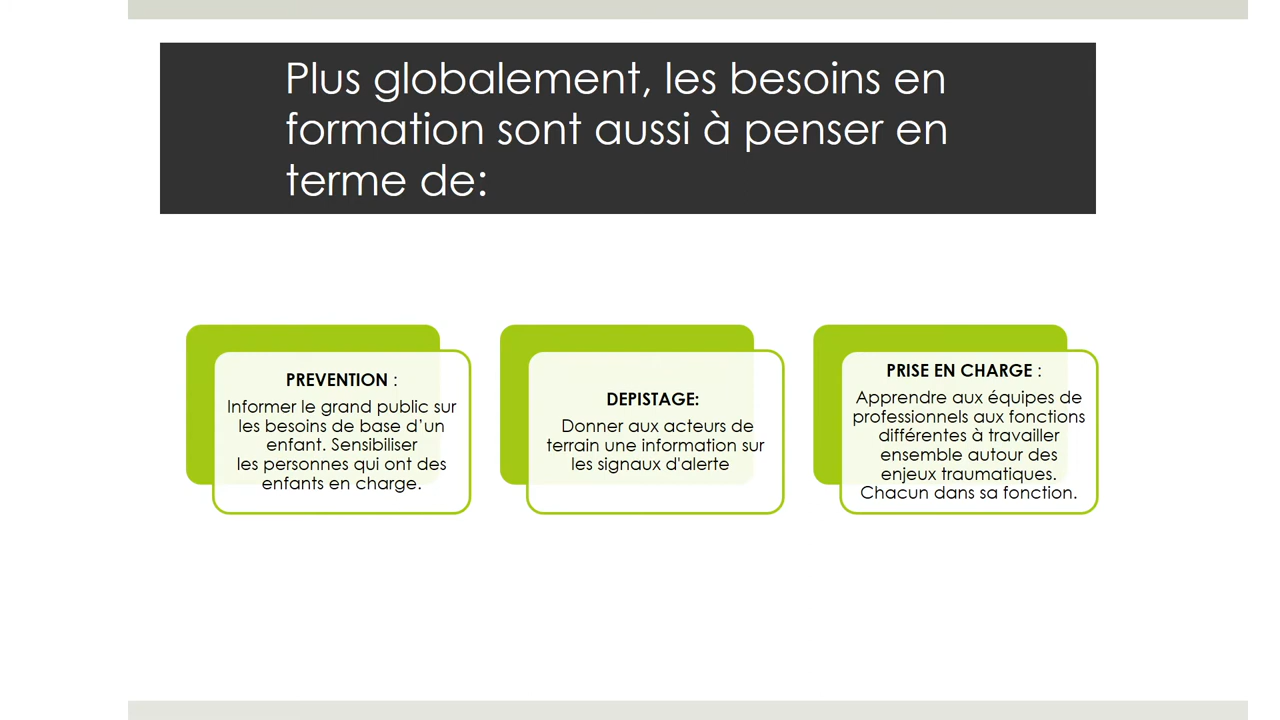 Plus globalement, les besoins en
formation sont aussi à penser en
terme de:
PREVENTION :
Informer le grand public sur
les besoins de base d’un
enfant. Sensibiliser
les personnes qui ont des
enfants en charge.
DEPISTAGE:
Donner aux acteurs de
terrain une information sur
les signaux d'alerte
PRISE EN CHARGE :
Apprendre aux équipes de
professionnels aux fonctions
différentes à travailler
ensemble autour des
enjeux traumatiques.
Chacun dans sa fonction.